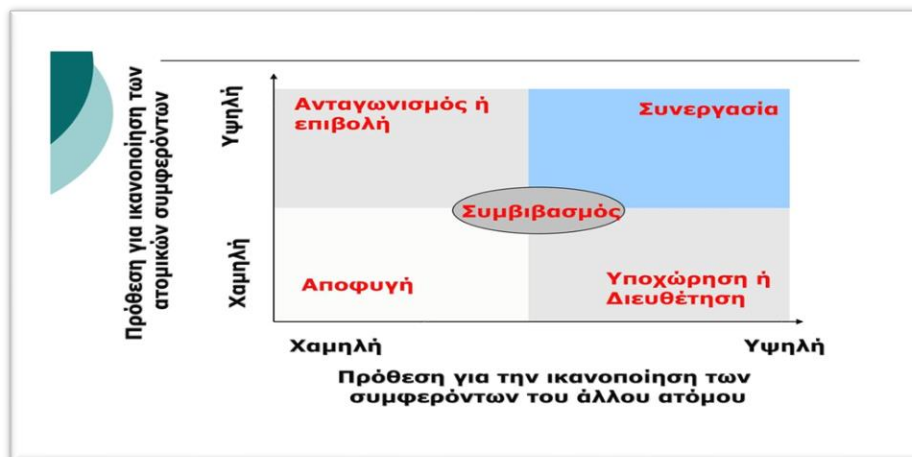 Πρόθεση για ικανοποίηση των
ατομικών συμφερόντων
Υψηλή
Χαμηλή
Ανταγωνισμός ή
επιβολή
Συνεργασία
Συμβιβασμός
Αποφυγή
Υποχώρηση ή
Διευθέτηση
Χαμηλή
Υψηλή
Πρόθεση για την ικανοποίηση των
συμφερόντων του άλλου ατόμου